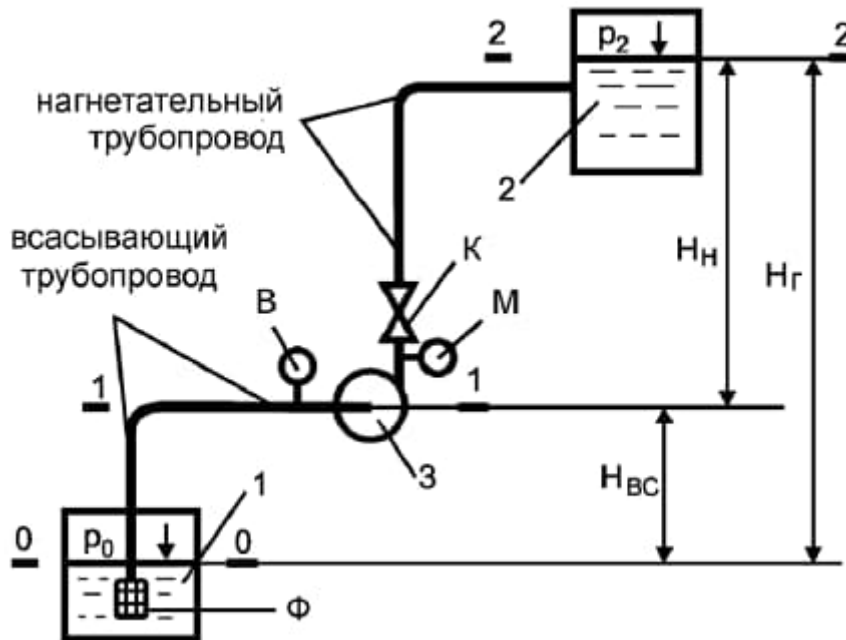 2
p₂
2
нагнетательный
трубопровод
2
всасывающий
трубопровод
К
Hн
Hг
В
М
1
1
3
Hвс
1
0
p₀
0
Ф